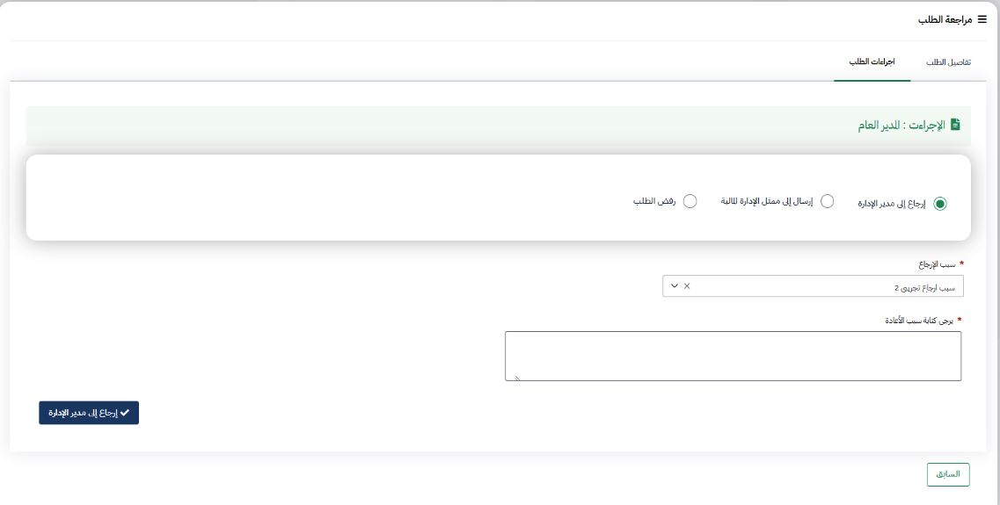 مراجعة الطلب
تفاصيل الطلب
اجراءات الطلب
الإجراءت : المدير العام
إرجاع إلى مدير الإدارة
إرسال إلى ممثل الإدارة المالية
رفض الطلب
* سبب الإرجاع
سبب ارجاع تجريبي 2
* يرجى كتابة سبب الأعادة
إرجاع إلى مدير الإدارة
السابق